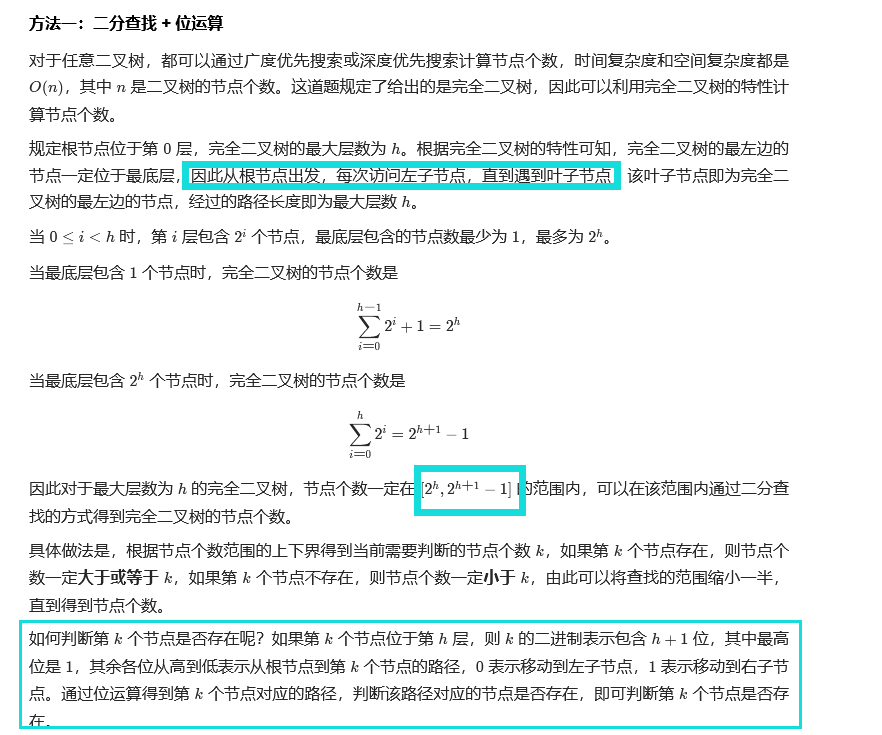 方法一：二分查找 + 位运算
对于任意二叉树，都可以通过广度优先搜索或深度优先搜索计算节点个数，时间复杂度和空间复杂度都是
O(n)，其中 n 是二叉树的节点个数。这道题规定了给出的是完全二叉树，因此可以利用完全二叉树的特性计
算节点个数。
规定根节点位于第 0 层，完全二叉树的最大层数为 h。根据完全二叉树的特性可知，完全二叉树的最左边的
节点一定位于最底层，因此从根节点出发，每次访问左子节点，直到遇到叶子节点，该叶子节点即为完全二
叉树的最左边的节点，经过的路径长度即为最大层数 h。
当 0 ≤ i < h 时，第 i 层包含 2^i 个节点，最底层包含的节点数最少为 1，最多为 2^h。
当最底层包含 1 个节点时，完全二叉树的节点个数是
\sum_{i=0}^{h-1} 2^i + 1 = 2^h
当最底层包含 2^h 个节点时，完全二叉树的节点个数是
\sum_{i=0}^{h} 2^i = 2^{h+1} − 1
因此对于最大层数为 h 的完全二叉树，节点个数一定在 [2^h, 2^{h+1} − 1] 的范围内，可以在该范围内通过二分查
找的方式得到完全二叉树的节点个数。
具体做法是，根据节点个数范围的上下界得到当前需要判断的节点个数 k，如果第 k 个节点存在，则节点个
数一定大于或等于 k，如果第 k 个节点不存在，则节点个数一定小于 k，由此可以将查找的范围缩小一半，
直到得到节点个数。
如何判断第 k 个节点是否存在呢？如果第 k 个节点位于第 h 层，则 k 的二进制表示包含 h + 1 位，其中最高
位是 1，其余各位从高到低表示从根节点到第 k 个节点的路径，0 表示移动到左子节点，1 表示移动到右子节
点。通过位运算得到第 k 个节点对应的路径，判断该路径对应的节点是否存在，即可判断第 k 个节点是否存
在。